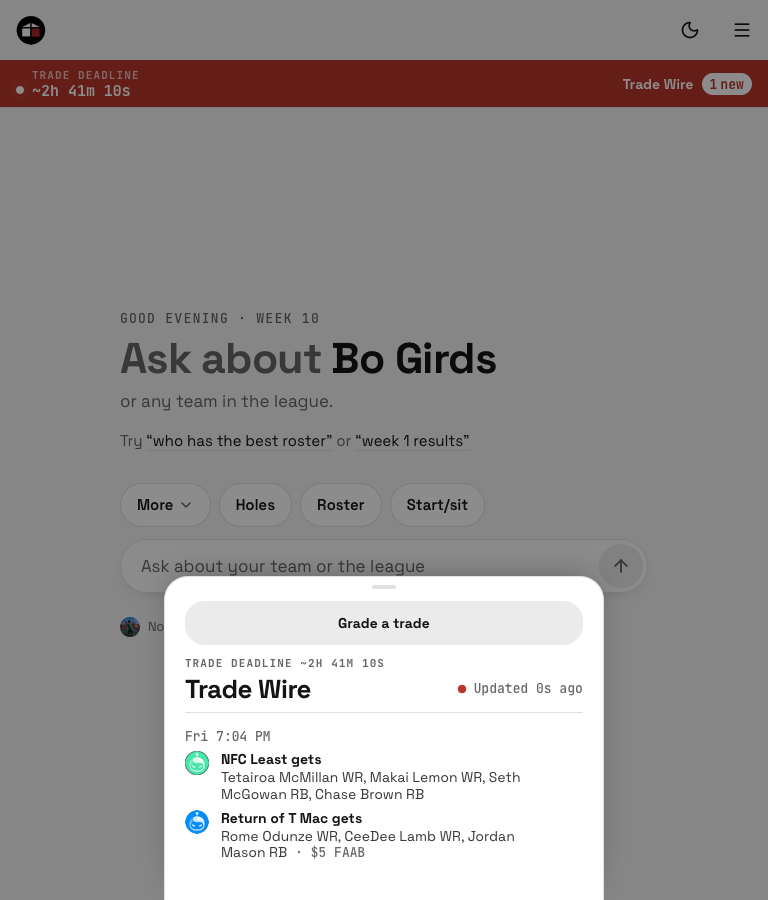 TRADE DEADLINE
~2h 41m 10s
Trade Wire 1 new
GOOD EVENING · WEEK 10
Ask about Bo Girds
or any team in the league.
Try “who has the best roster” or “week 1 results”
More Holes Roster Start/sit
Ask about your team or the league
No
Grade a trade
TRADE DEADLINE ~2H 41M 10S
Trade Wire
Updated 0s ago
Fri 7:04 PM
NFC Least gets
Tetairoa McMillan WR, Makai Lemon WR, Seth
McGowan RB, Chase Brown RB
Return of T Mac gets
Rome Odunze WR, CeeDee Lamb WR, Jordan
Mason RB · $5 FAAB